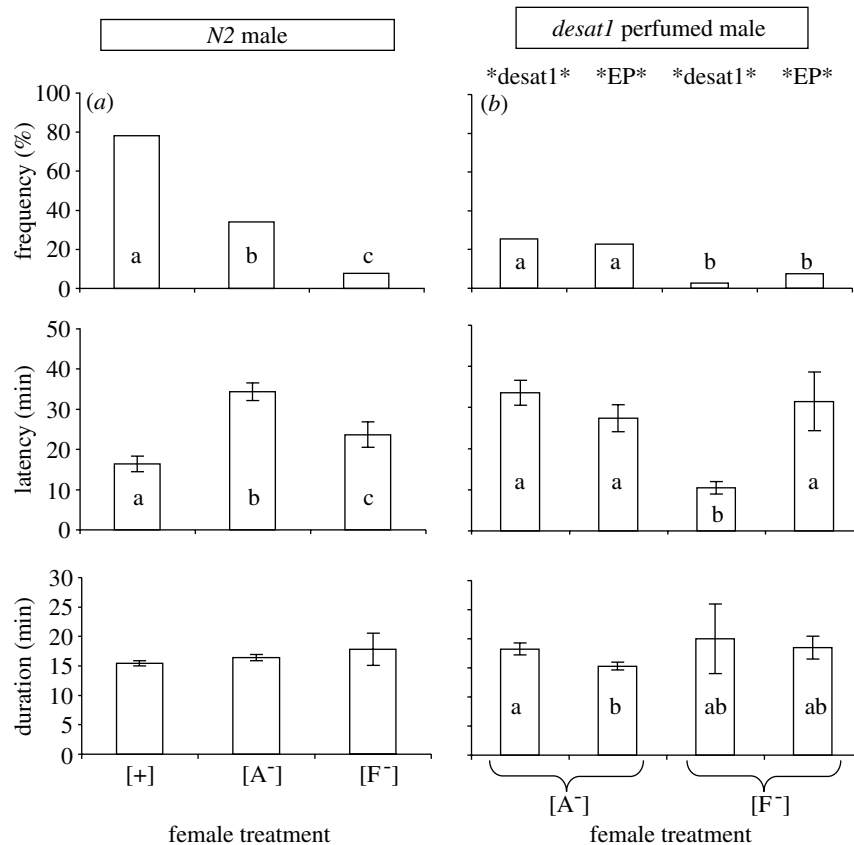 N2 male
desat1 perfumed male
*desat1* *EP* *desat1* *EP*
(a)
(b)
frequency (%)
100
80
60
40
20
0
a b c
a a b b
latency (min)
50
40
30
20
10
0
a b c
a a b a
duration (min)
30
25
20
15
10
5
0
a b ab ab
[+] [A⁻] [F⁻]
[A⁻] [F⁻]
female treatment
female treatment